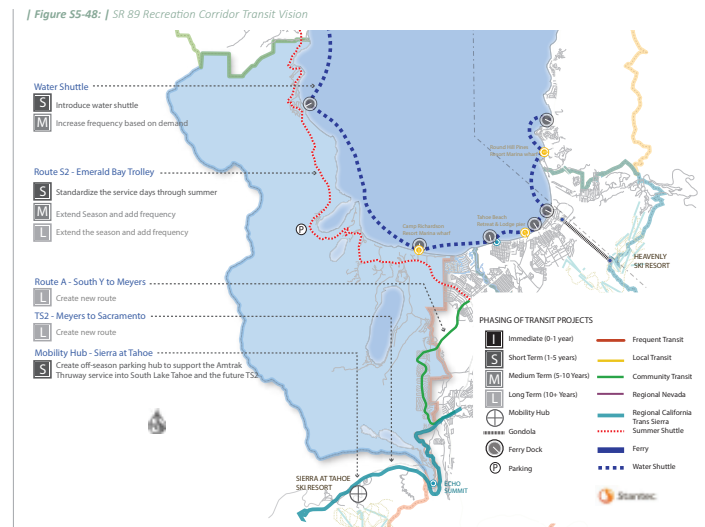 | Figure S5-48: | SR 89 Recreation Corridor Transit Vision
Water Shuttle
S Introduce water shuttle
M Increase frequency based on demand
Route S2 - Emerald Bay Trolley
S Standardize the service days through summer
M Extend Season and add frequency
L Extend the season and add frequency
Route A - South Y to Meyers
L Create new route
TS2 - Meyers to Sacramento
L Create new route
Mobility Hub - Sierra at Tahoe
S Create off-season parking hub to support the Amtrak
Thruway service into South Lake Tahoe and the future TS2
P
Round Hill Pines
Resort Marina wharf
Camp Richardson
Resort Marina wharf
Tahoe Beach
Retreat & Lodge pier
HEAVENLY
SKI RESORT
SIERRA AT TAHOE
SKI RESORT
ECHO
SUMMIT
PHASING OF TRANSIT PROJECTS
I Immediate (0-1 year)
S Short Term (1-5 years)
M Medium Term (5-10 Years)
L Long Term (10+ Years)
Mobility Hub
Gondola
Ferry Dock
P Parking
Frequent Transit
Local Transit
Community Transit
Regional Nevada
Regional California
Trans Sierra
Summer Shuttle
Ferry
Water Shuttle
Stantec